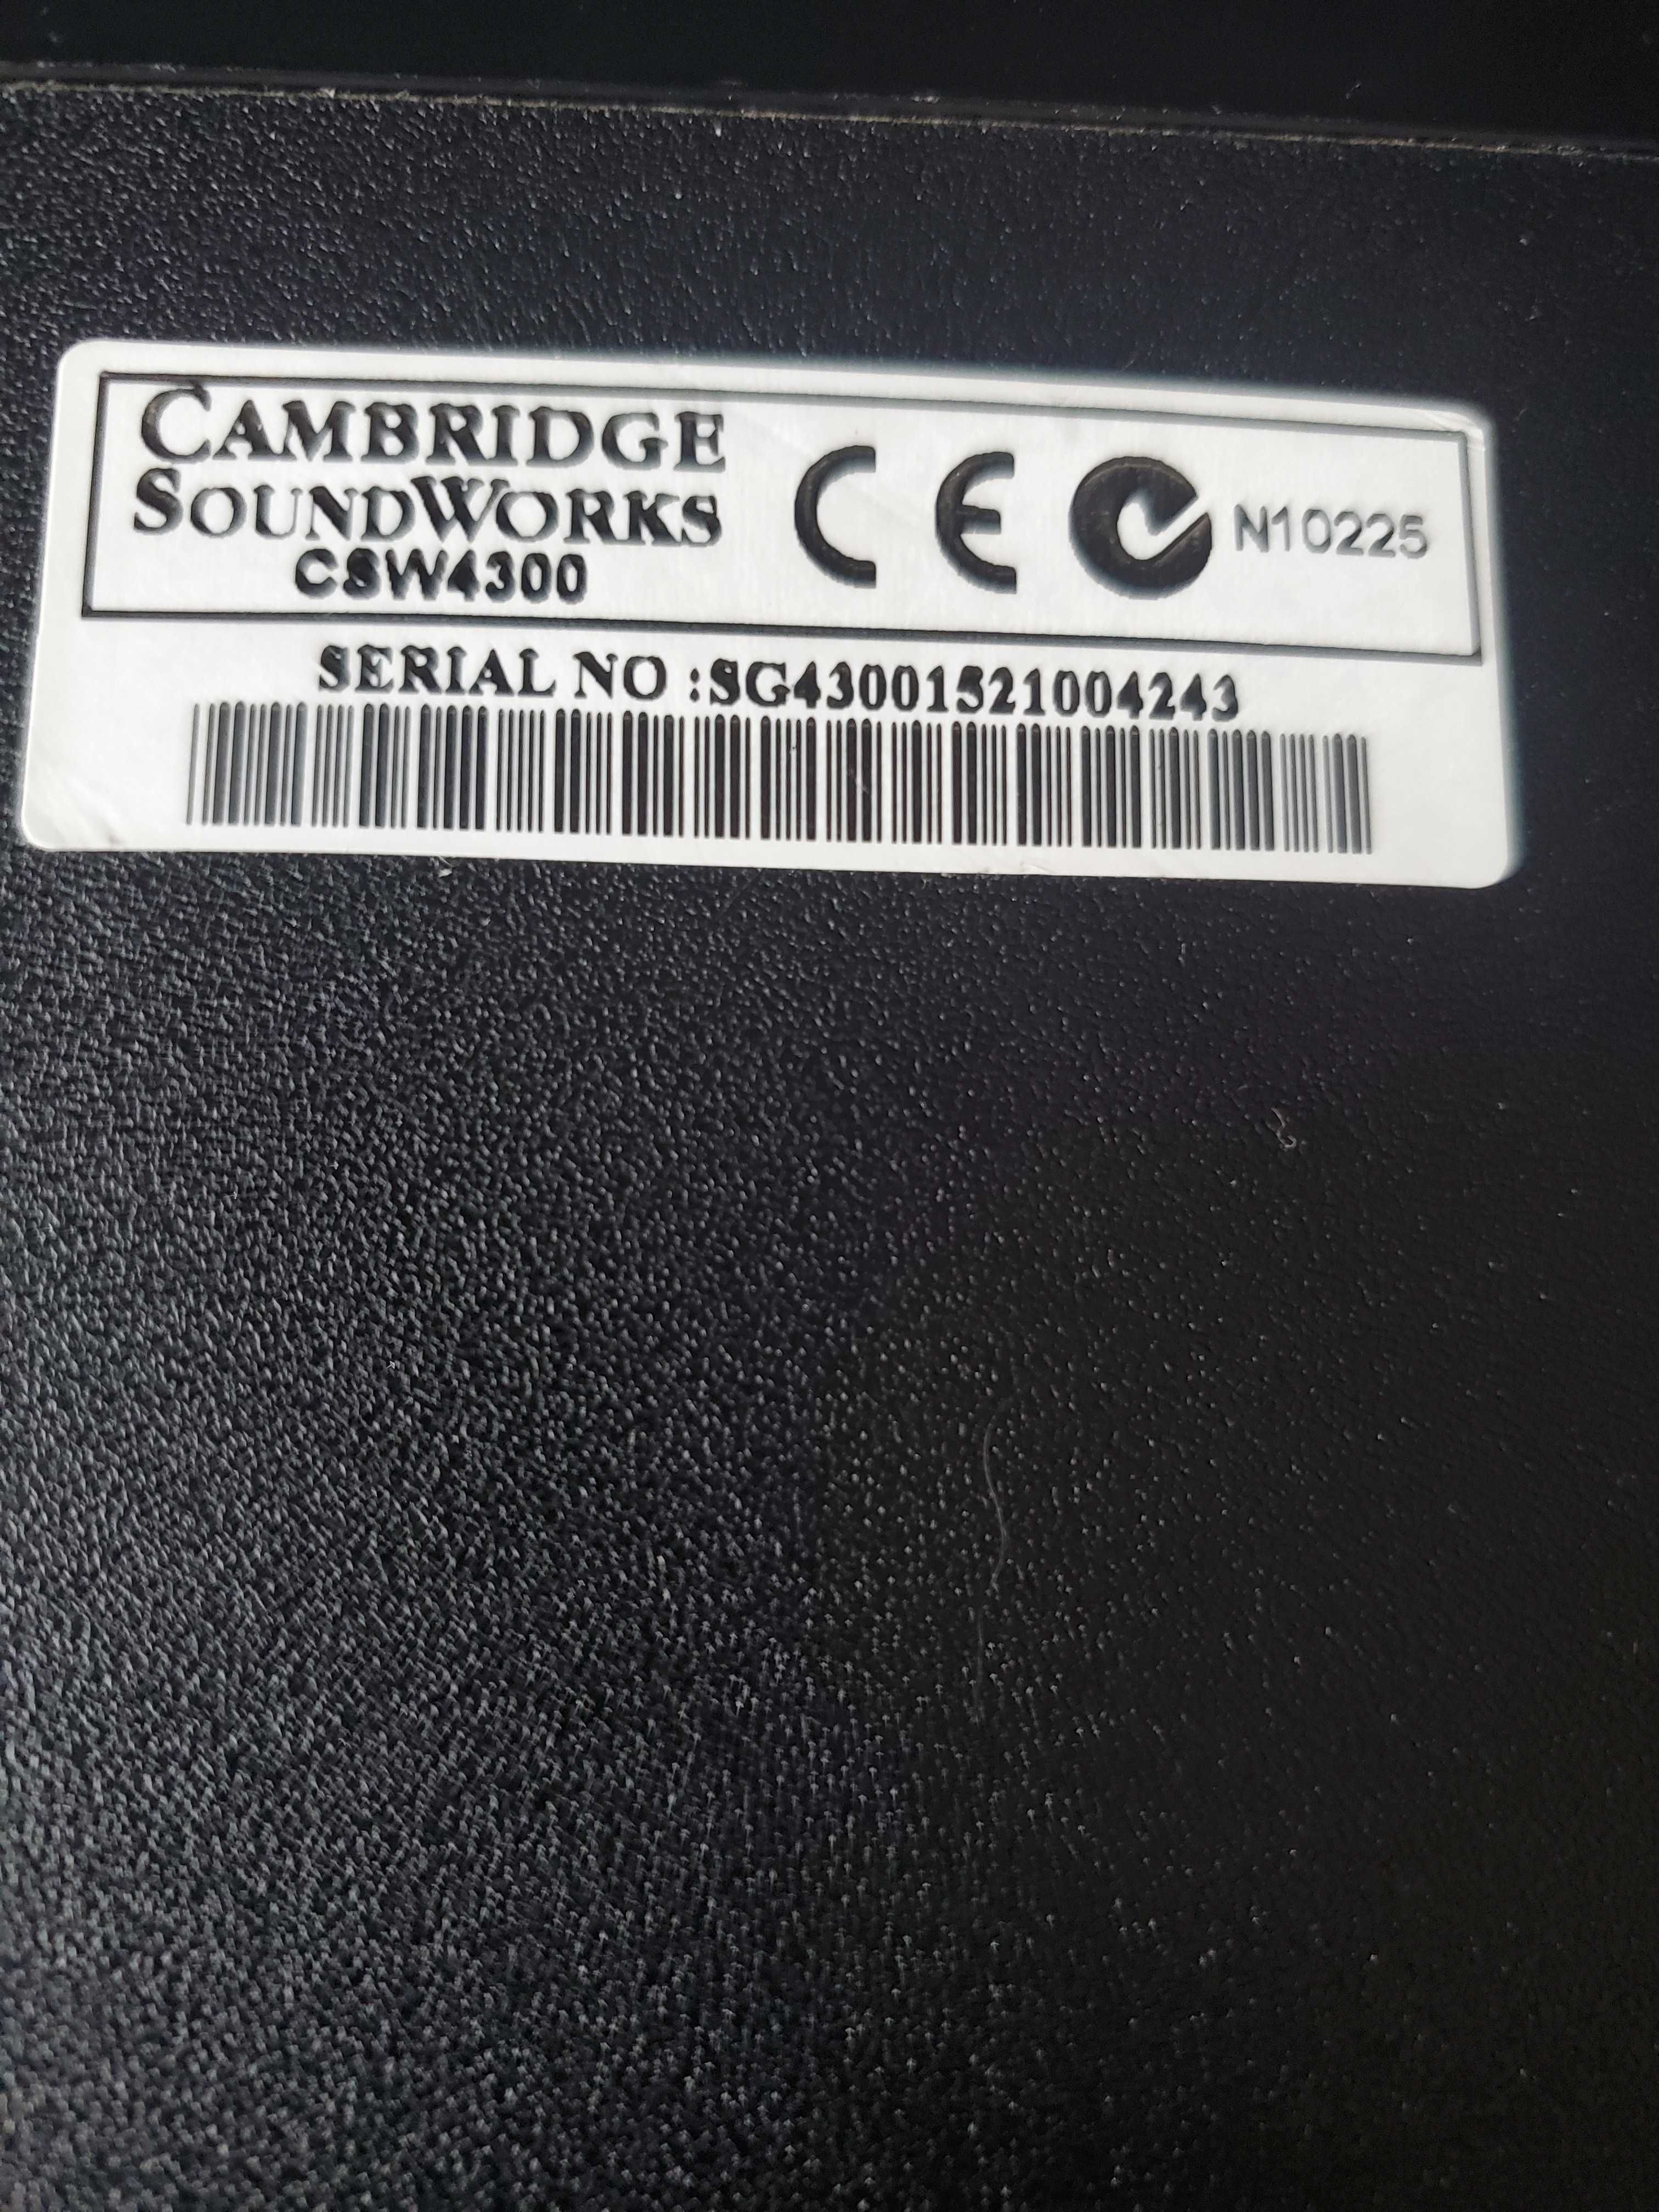 CAMBRIDGE
SOUNDWORKS
CSW4300
CE N10225
SERIAL NO :SG43001521004243